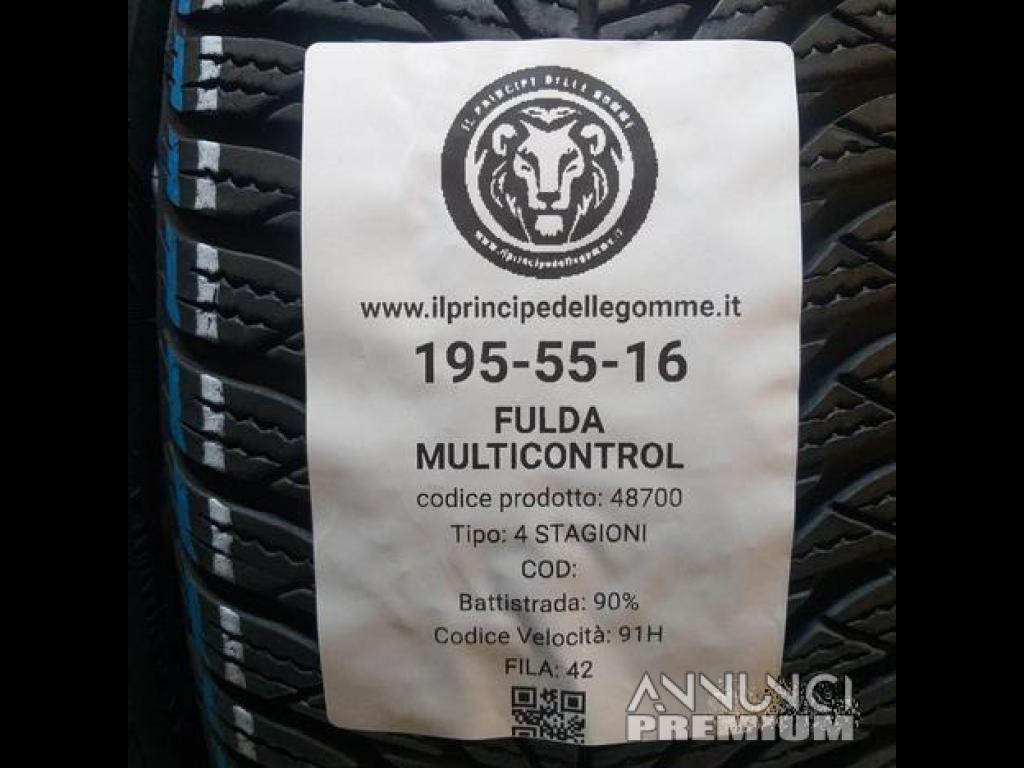 IL PRINCIPE DELLE GOMME
www.ilprincipedellegomme.it
www.ilprincipedellegomme.it
195-55-16
FULDA
MULTICONTROL
codice prodotto: 48700
Tipo: 4 STAGIONI
COD:
Battistrada: 90%
Codice Velocità: 91H
FILA: 42
ANNUNCI
PREMIUM